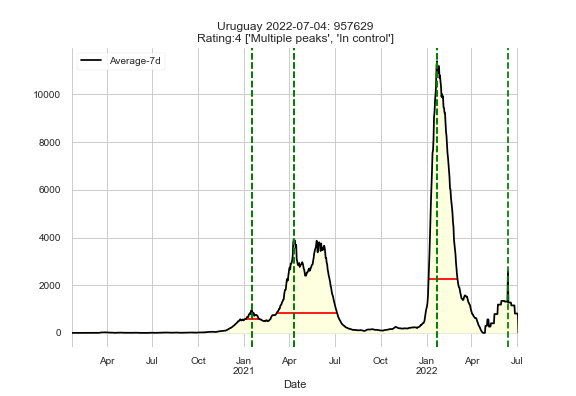 Uruguay 2022-07-04: 957629
Rating:4 ['Multiple peaks', 'In control']
Average-7d
10000
8000
6000
4000
2000
0
Apr Jul Oct Jan Apr Jul Oct Jan Apr Jul
2021 2022
Date